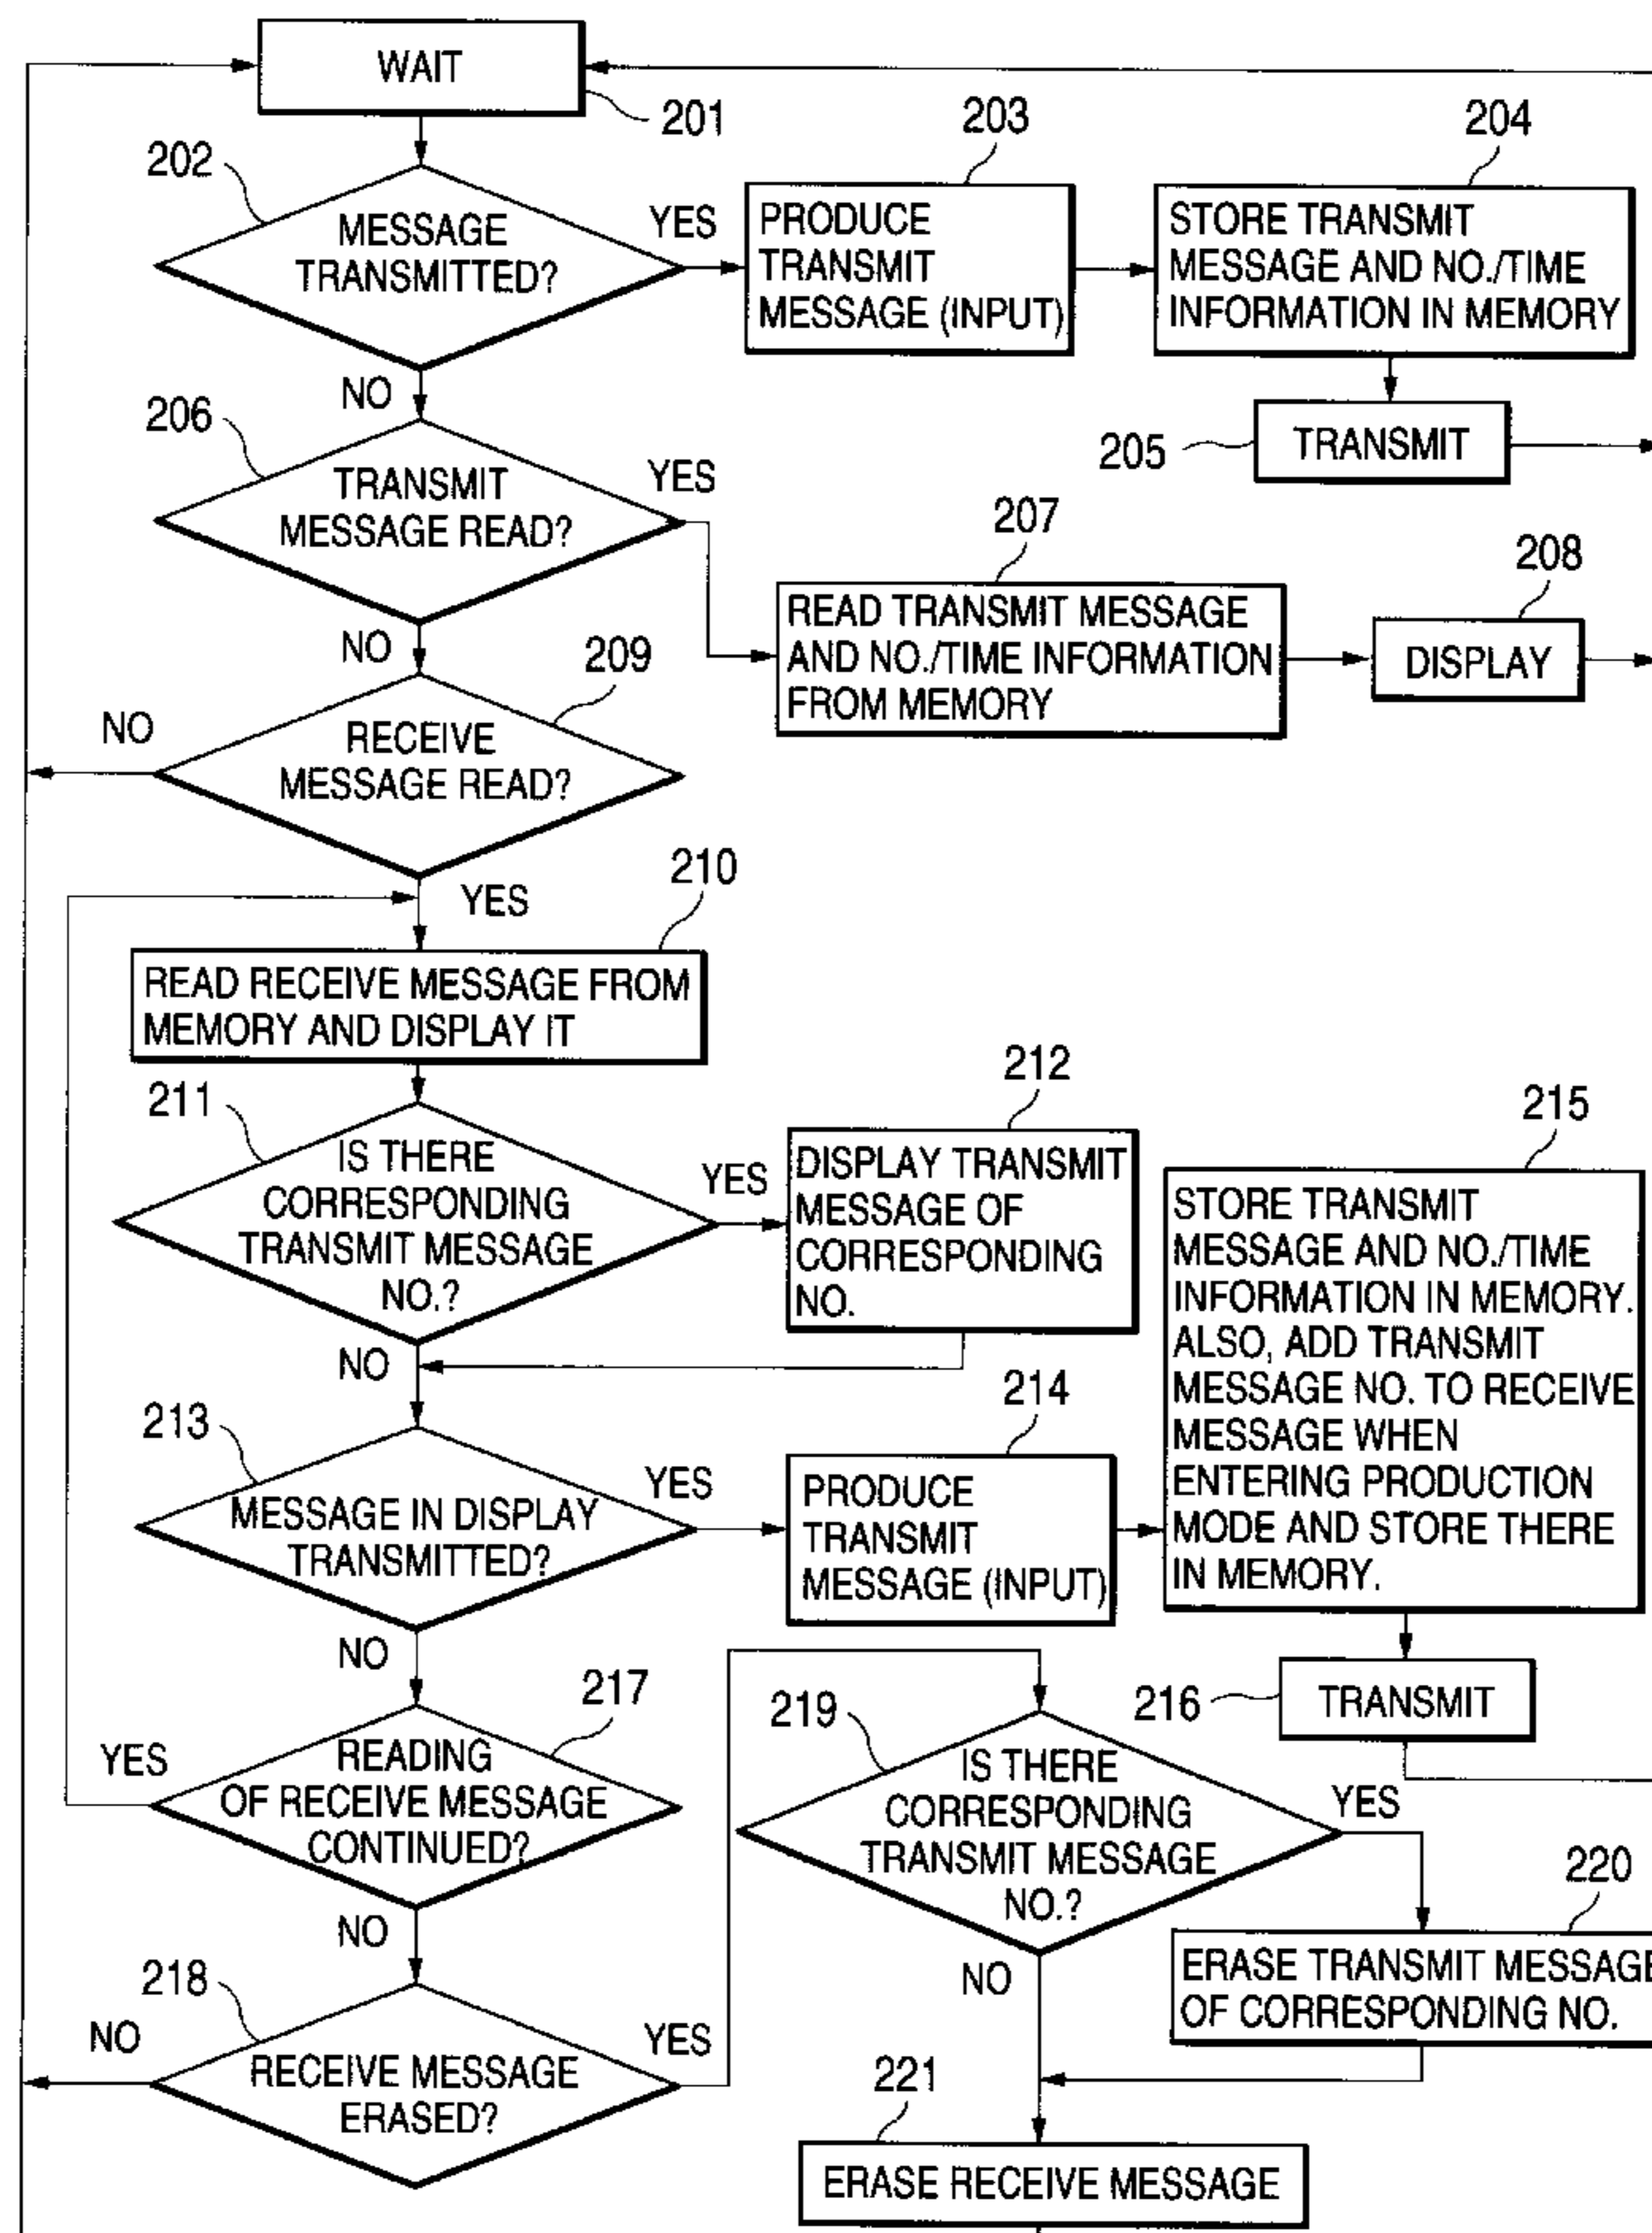 WAIT
201
202
MESSAGE
TRANSMITTED?
YES
NO
203
PRODUCE
TRANSMIT
MESSAGE (INPUT)
204
STORE TRANSMIT
MESSAGE AND NO./TIME
INFORMATION IN MEMORY
205
TRANSMIT
206
TRANSMIT
MESSAGE READ?
YES
NO
207
READ TRANSMIT MESSAGE
AND NO./TIME INFORMATION
FROM MEMORY
208
DISPLAY
209
RECEIVE
MESSAGE READ?
NO
YES
210
READ RECEIVE MESSAGE FROM
MEMORY AND DISPLAY IT
211
IS THERE
CORRESPONDING
TRANSMIT MESSAGE
NO.?
YES
NO
212
DISPLAY TRANSMIT
MESSAGE OF
CORRESPONDING
NO.
213
MESSAGE IN DISPLAY
TRANSMITTED?
YES
NO
214
PRODUCE
TRANSMIT
MESSAGE (INPUT)
215
STORE TRANSMIT
MESSAGE AND NO./TIME
INFORMATION IN MEMORY.
ALSO, ADD TRANSMIT
MESSAGE NO. TO RECEIVE
MESSAGE WHEN
ENTERING PRODUCTION
MODE AND STORE THERE
IN MEMORY.
216
TRANSMIT
217
READING
OF RECEIVE MESSAGE
CONTINUED?
YES
NO
218
RECEIVE MESSAGE
ERASED?
NO
YES
219
IS THERE
CORRESPONDING
TRANSMIT MESSAGE
NO.?
YES
NO
220
ERASE TRANSMIT MESSAGE
OF CORRESPONDING NO.
221
ERASE RECEIVE MESSAGE